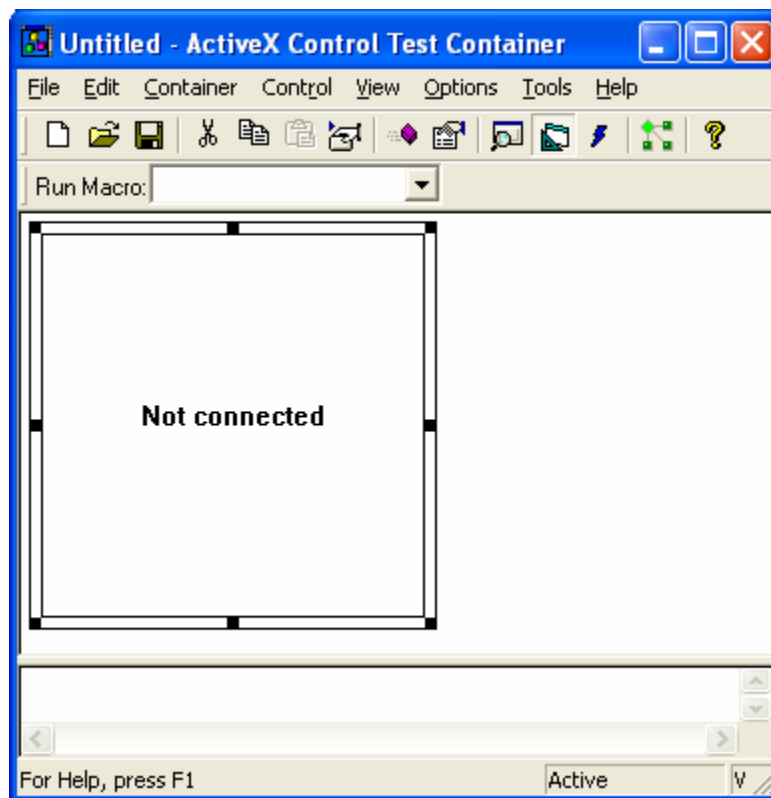 Untitled - ActiveX Control Test Container
File Edit Container Control View Options Tools Help
Run Macro:
Not connected
For Help, press F1 Active V